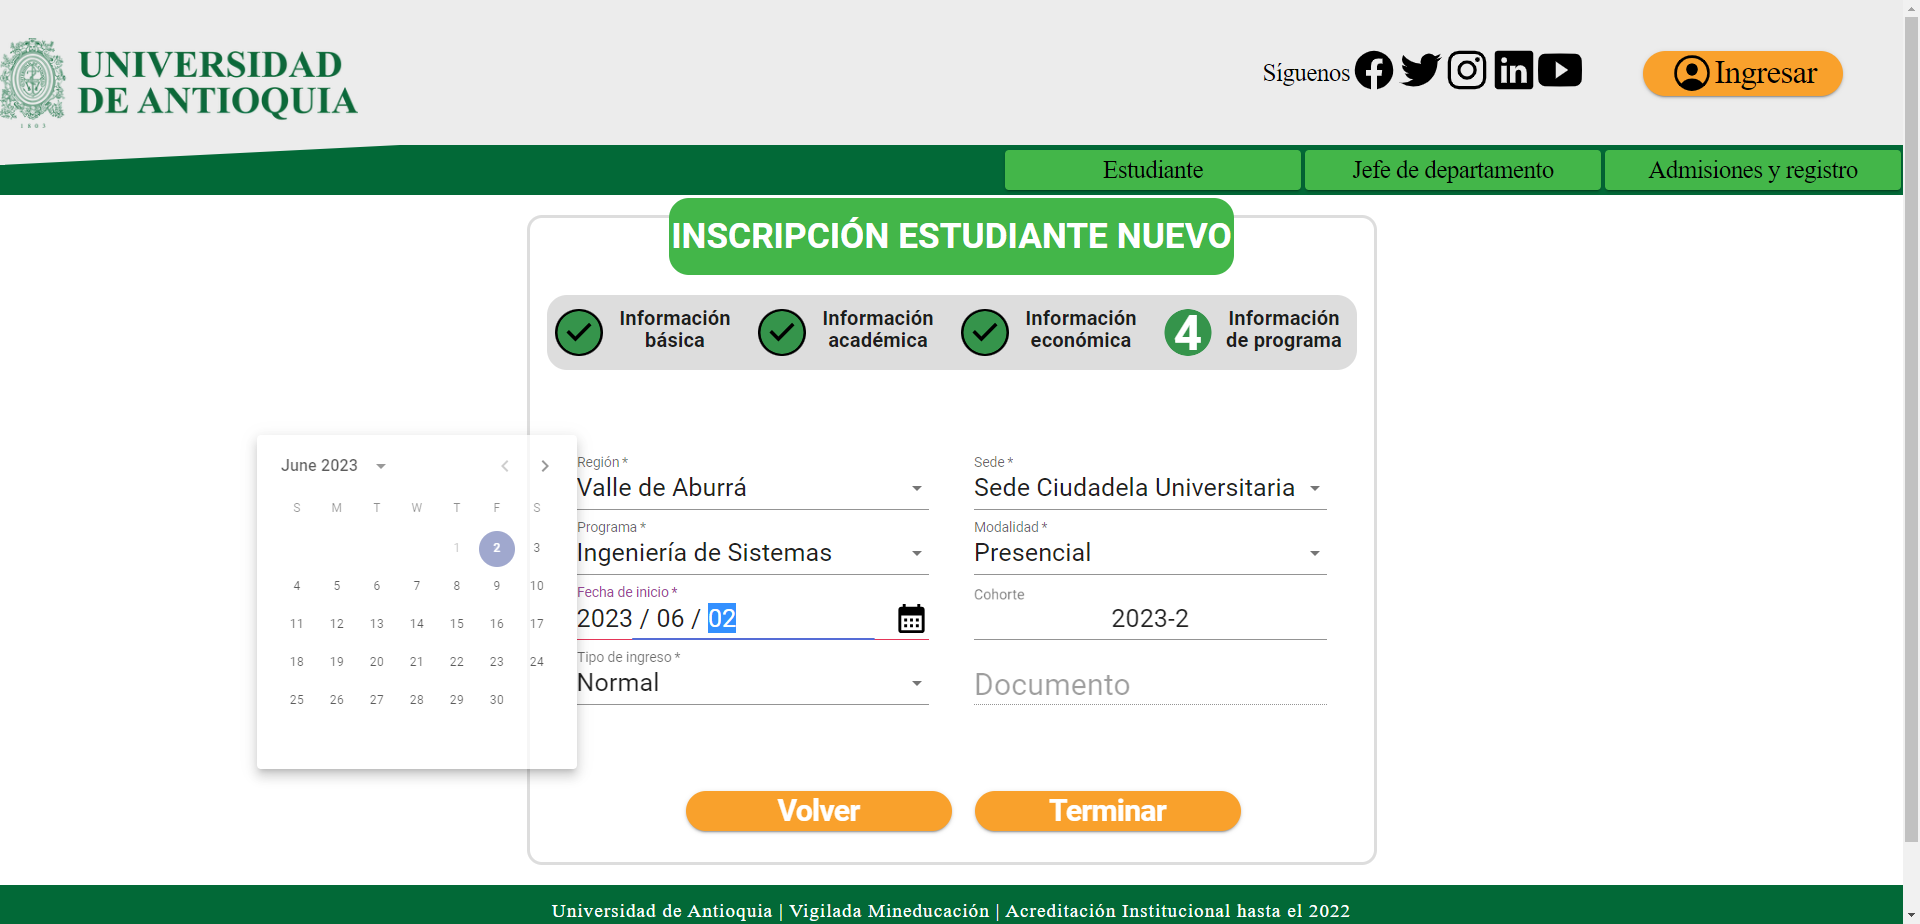 UNIVERSIDAD
DE ANTIOQUIA
1803
Síguenos
Ingresar
Estudiante
Jefe de departamento
Admisiones y registro
INSCRIPCIÓN ESTUDIANTE NUEVO
Información
básica
Información
académica
Información
económica
4
Información
de programa
June 2023
S M T W T F S
1 2 3
4 5 6 7 8 9 10
11 12 13 14 15 16 17
18 19 20 21 22 23 24
25 26 27 28 29 30
Región *
Valle de Aburrá
Sede *
Sede Ciudadela Universitaria
Programa *
Ingeniería de Sistemas
Modalidad *
Presencial
Fecha de inicio *
2023 / 06 / 02
Cohorte
2023-2
Tipo de ingreso *
Normal
Documento
Volver
Terminar
Universidad de Antioquia | Vigilada Mineducación | Acreditación Institucional hasta el 2022